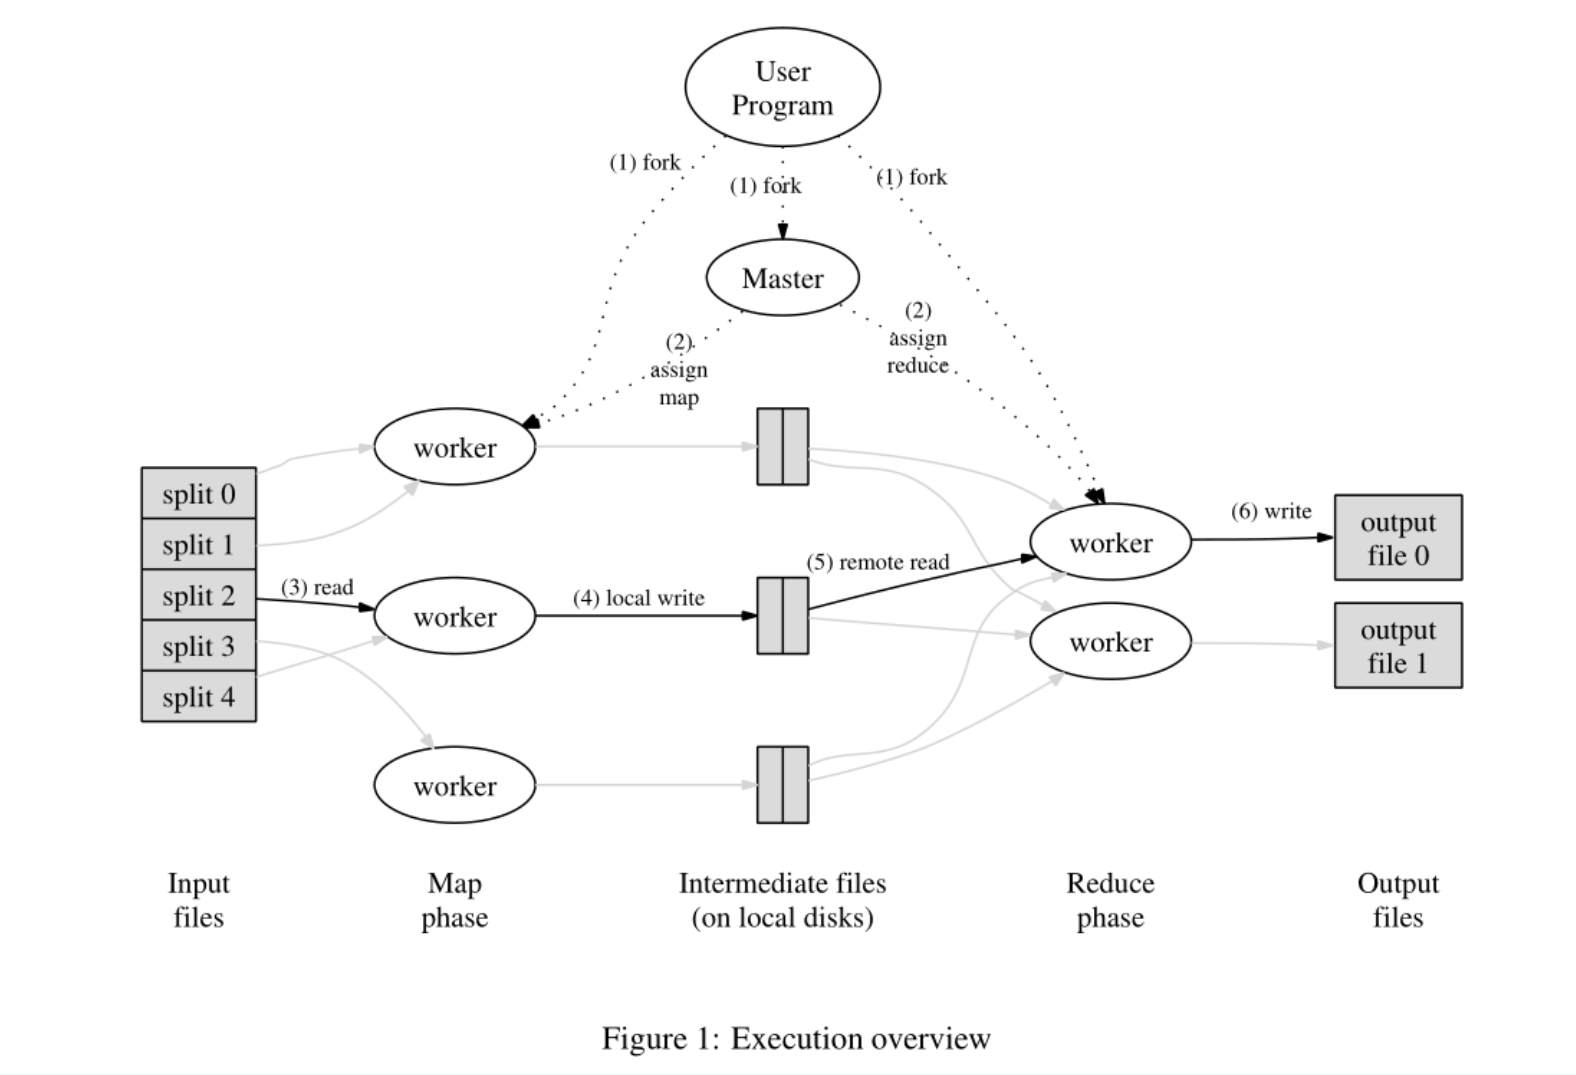 User
Program
(1) fork
(1) fork
(1) fork
Master
(2)
assign
map
(2)
assign
reduce
worker
split 0
split 1
split 2
split 3
split 4
(3) read
worker
(4) local write
(5) remote read
worker
(6) write
output
file 0
worker
output
file 1
worker
Input
files
Map
phase
Intermediate files
(on local disks)
Reduce
phase
Output
files
Figure 1: Execution overview